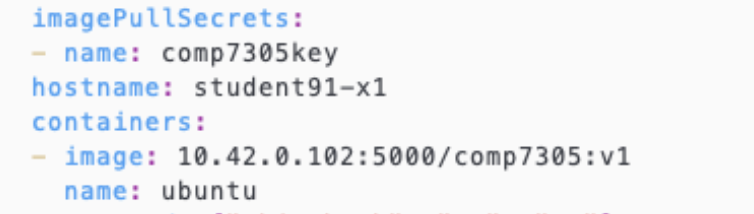 imagePullSecrets:
- name: comp7305key
hostname: student91-x1
containers:
- image: 10.42.0.102:5000/comp7305:v1
name: ubuntu